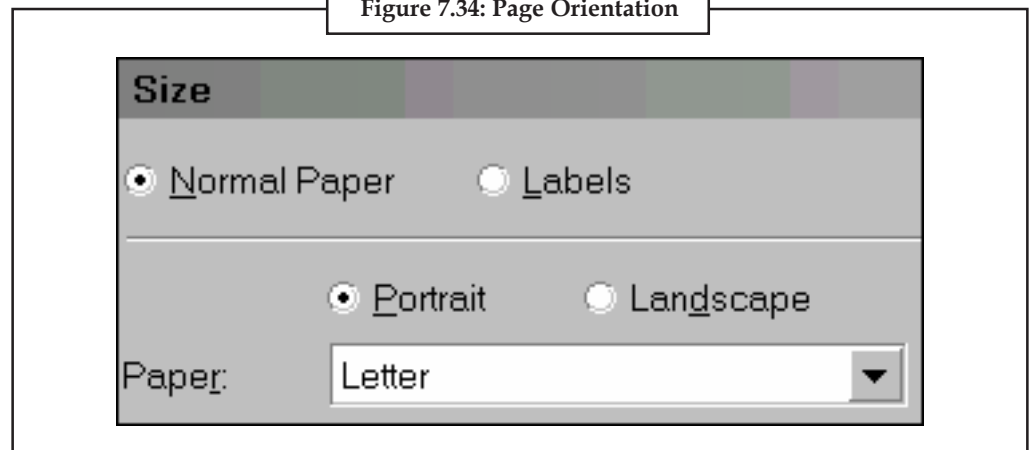 Figure 7.34: Page Orientation
Size
Normal Paper Labels
Portrait Landscape
Paper: Letter